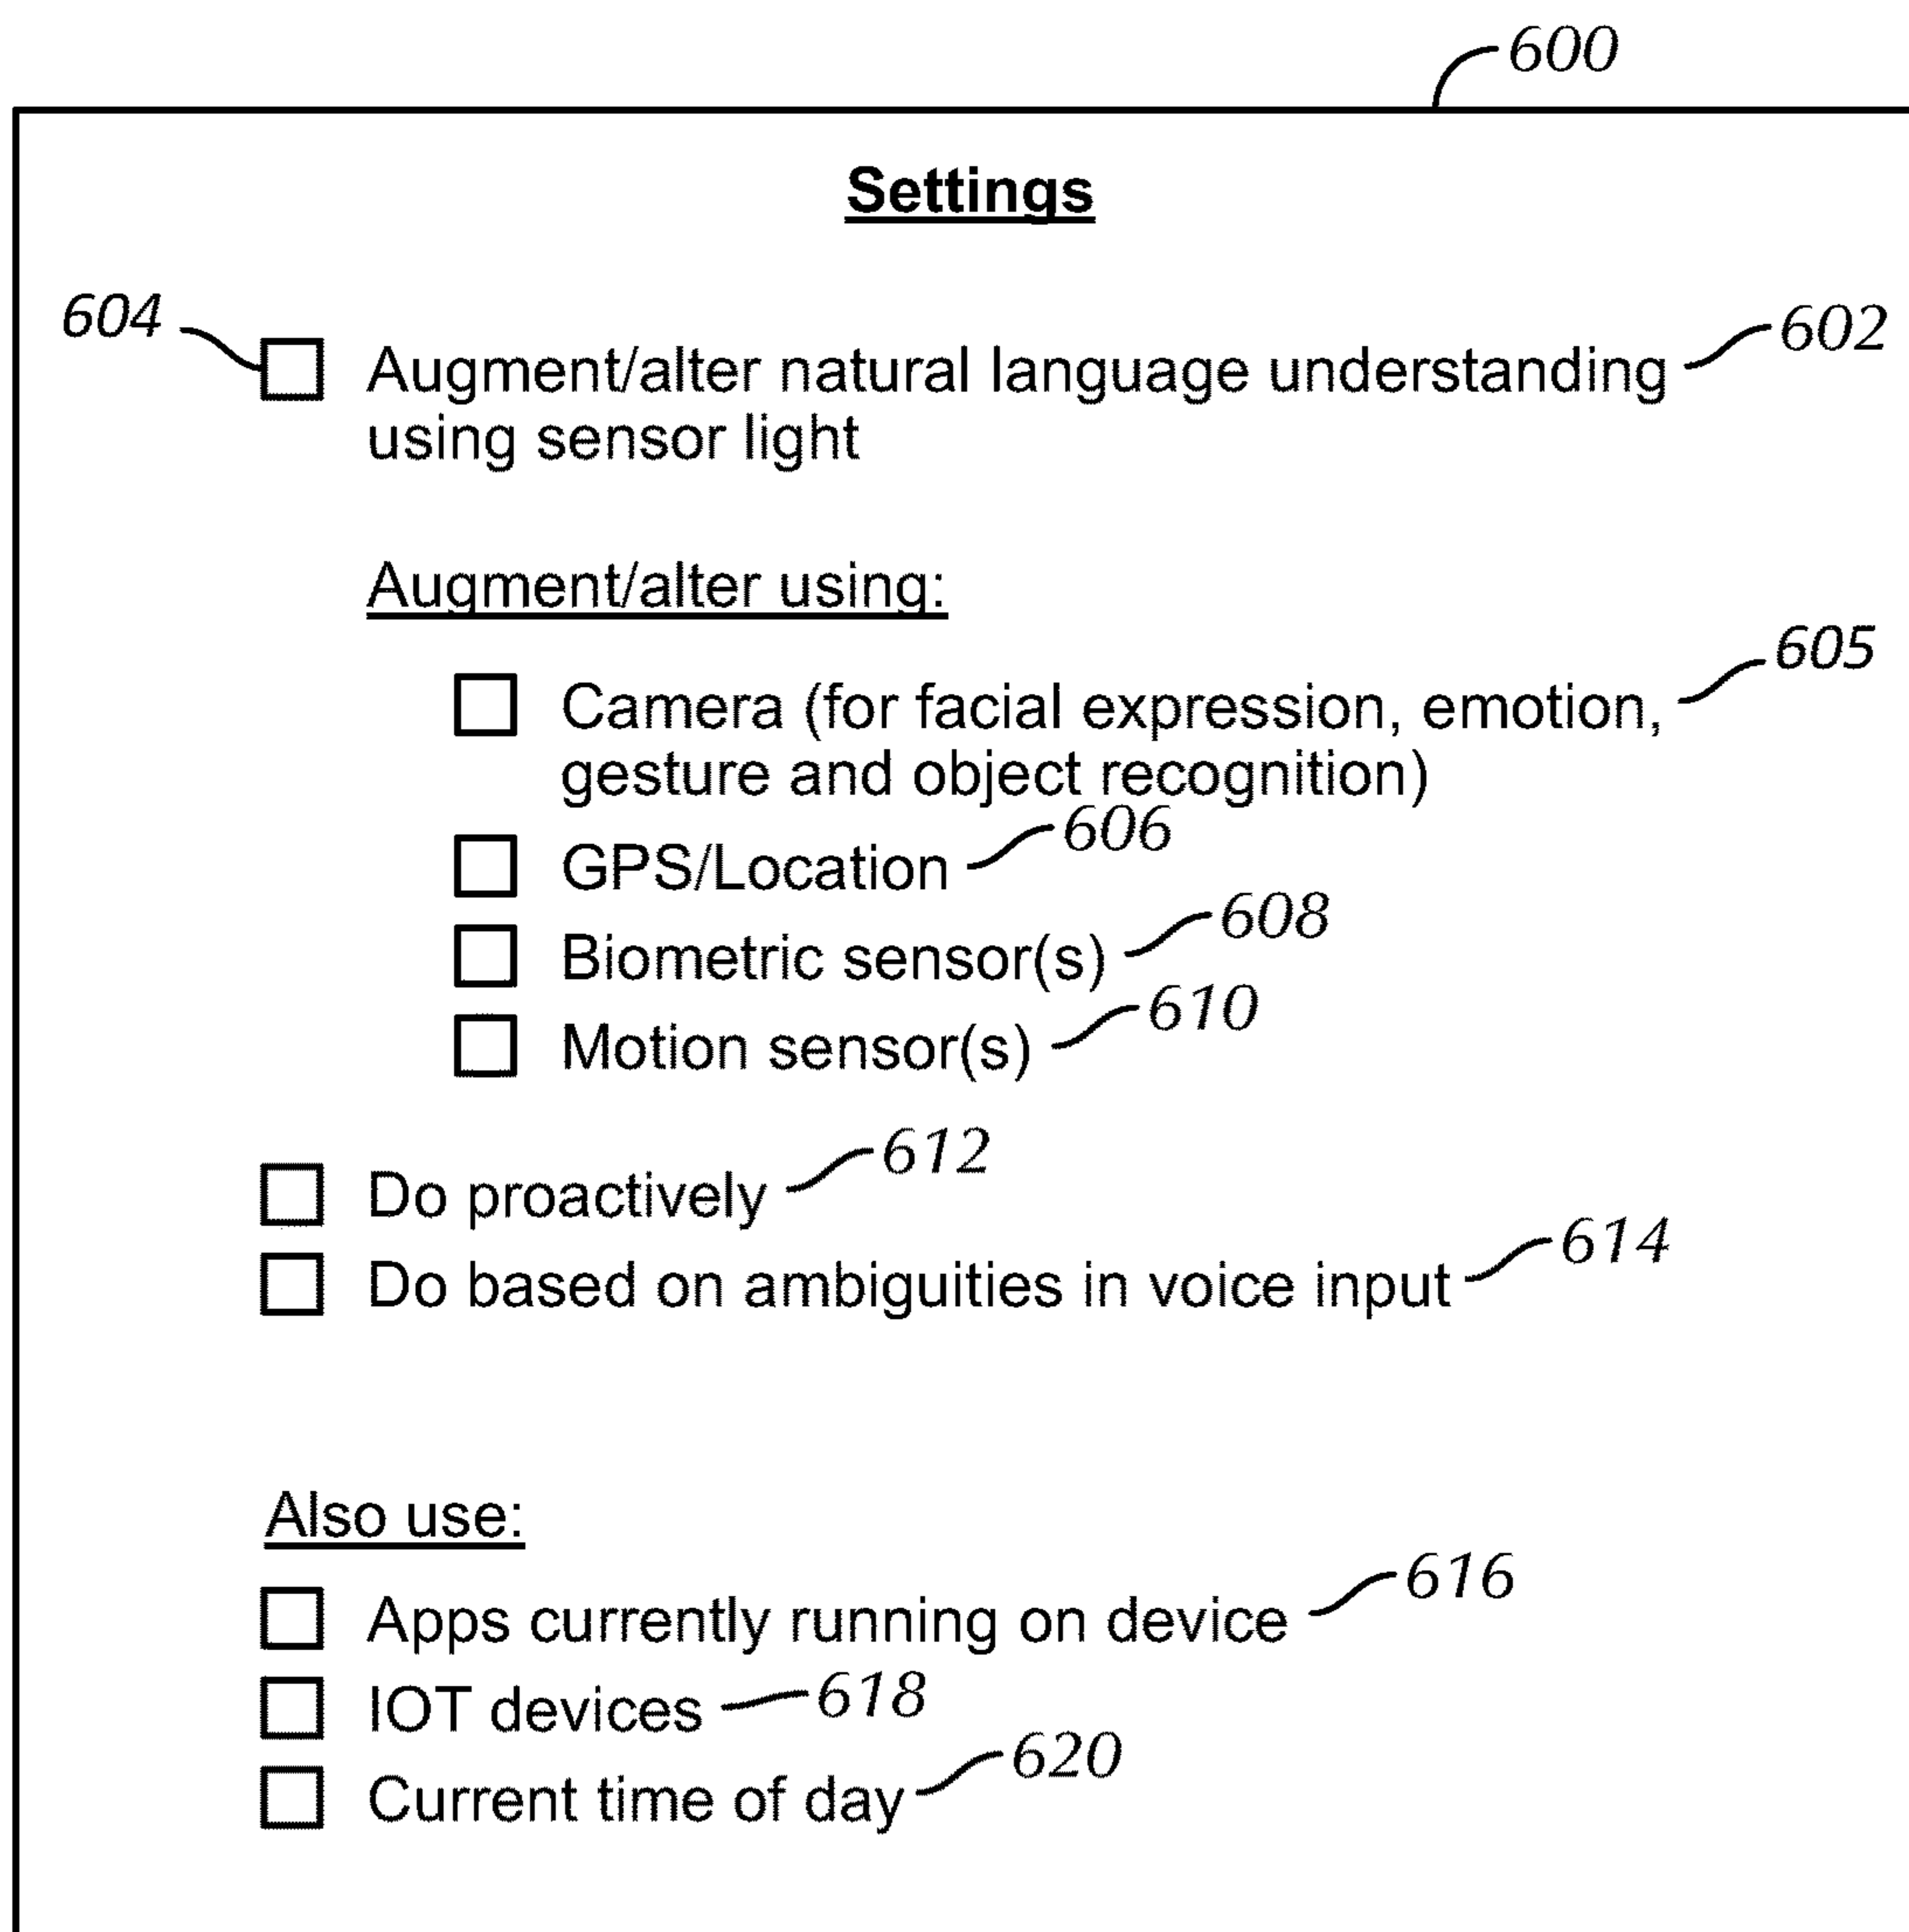 600
Settings
604
Augment/alter natural language understanding 602
using sensor light
Augment/alter using:
605
Camera (for facial expression, emotion,
gesture and object recognition)
GPS/Location 606
Biometric sensor(s) 608
Motion sensor(s) 610
Do proactively 612
Do based on ambiguities in voice input 614
Also use:
Apps currently running on device 616
IOT devices 618
Current time of day 620